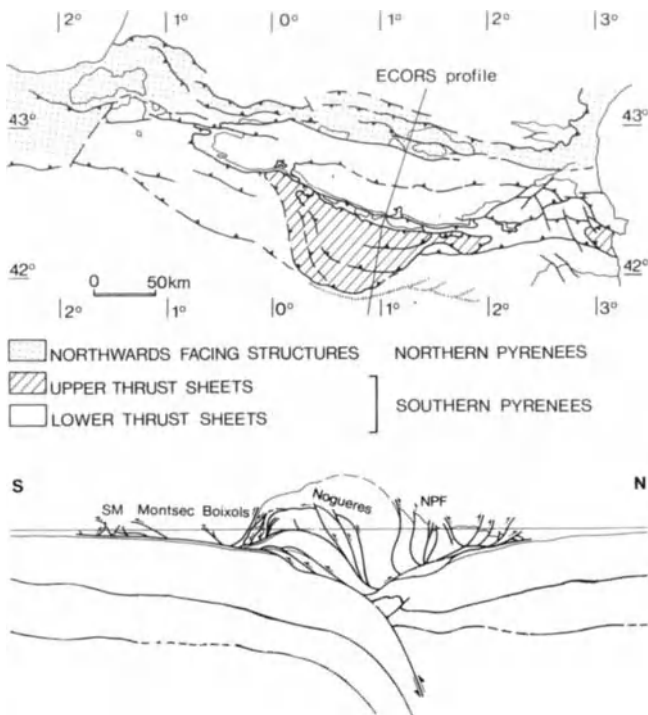 2° 1° 0° 1° 2° 3°
ECORS profile
43° 43°
42° 42°
0 50km
2° 1° 0° 1° 2° 3°
NORTHWARDS FACING STRUCTURES NORTHERN PYRENEES
UPPER THRUST SHEETS
SOUTHERN PYRENEES
LOWER THRUST SHEETS
S N
SM Montsec Boixols Nogueres NPF